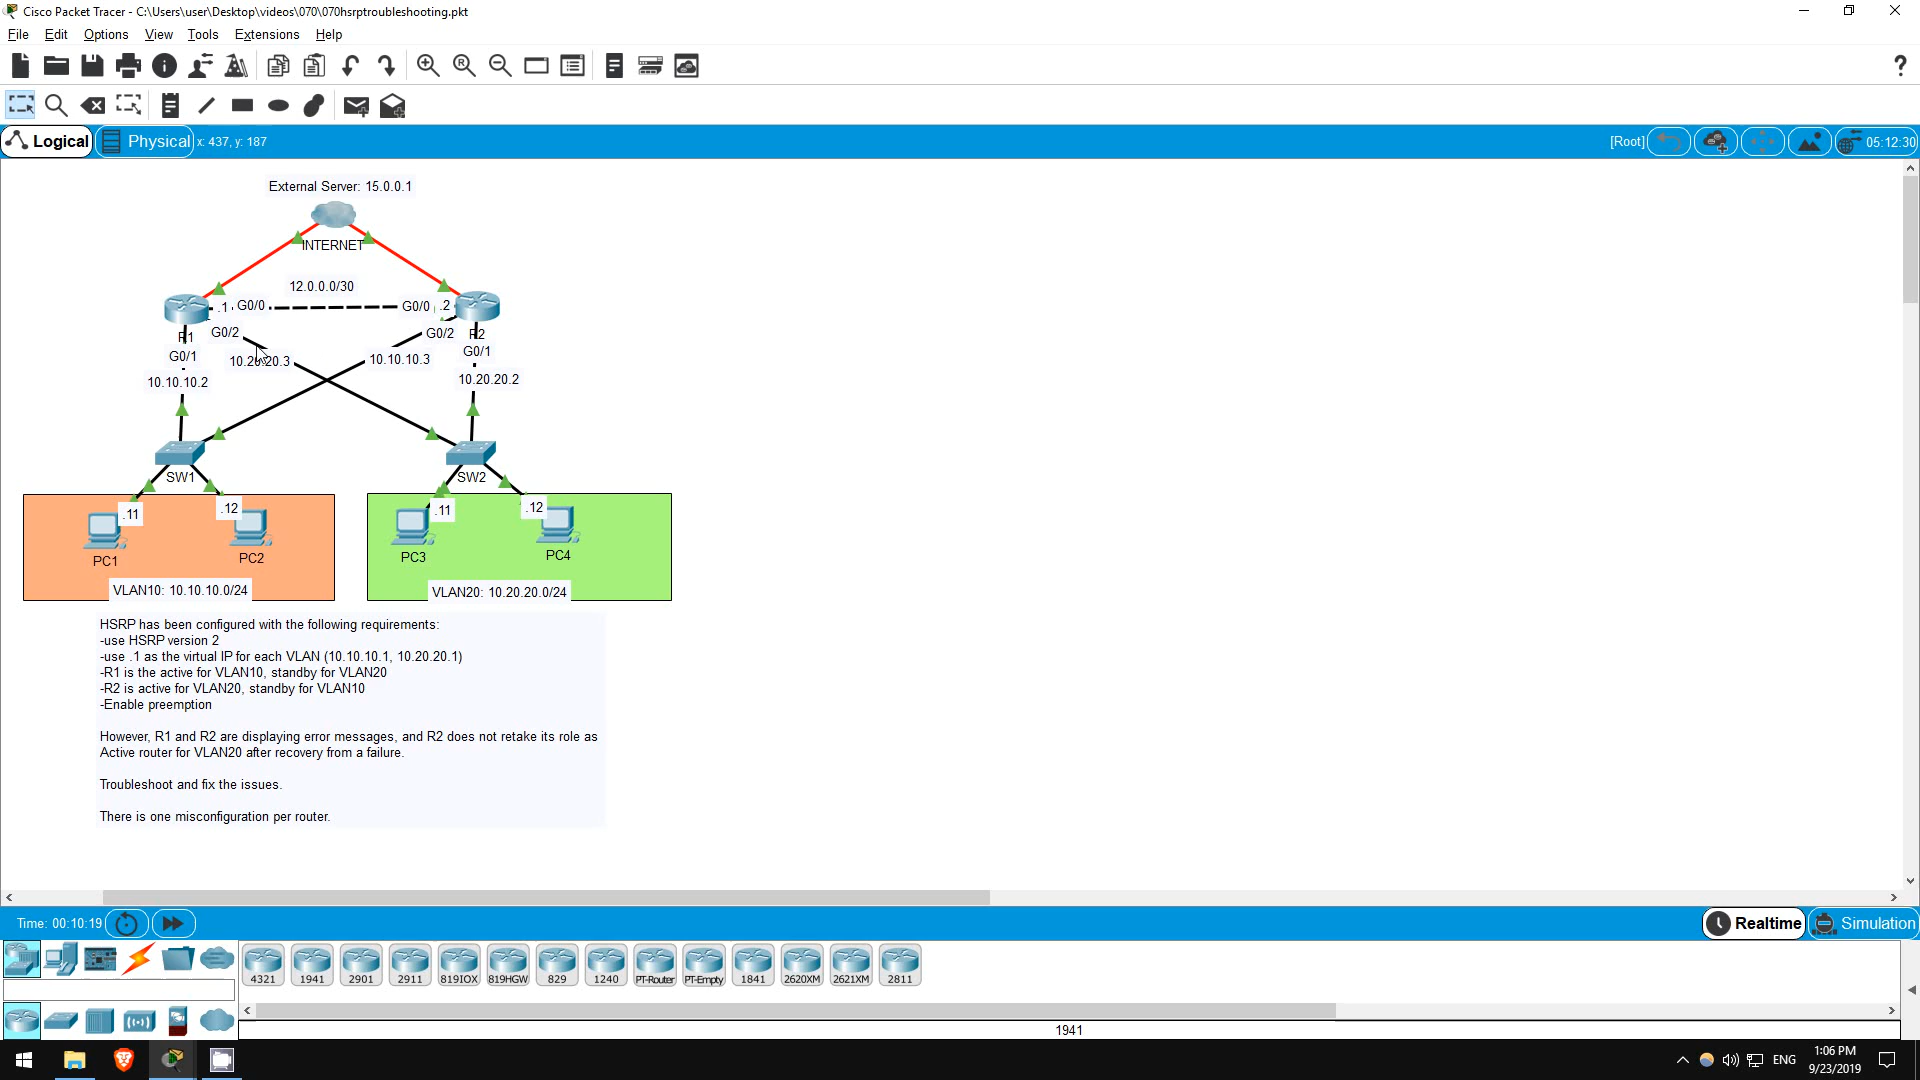 Cisco Packet Tracer - C:\Users\user\Desktop\videos\070\070hsrptroubleshooting.pkt
File Edit Options View Tools Extensions Help
Logical Physical x: 437, y: 187 [Root] 05:12:30
External Server: 15.0.0.1
INTERNET
12.0.0.0/30
.1 G0/0 G0/0 .2
R1 G0/2 G0/2 R2
G0/1 G0/1
10.20.20.3 10.10.10.3
10.10.10.2 10.20.20.2
SW1 SW2
.11 .12 .11 .12
PC1 PC2 PC3 PC4
VLAN10: 10.10.10.0/24 VLAN20: 10.20.20.0/24
HSRP has been configured with the following requirements:
-use HSRP version 2
-use .1 as the virtual IP for each VLAN (10.10.10.1, 10.20.20.1)
-R1 is the active for VLAN10, standby for VLAN20
-R2 is active for VLAN20, standby for VLAN10
-Enable preemption
However, R1 and R2 are displaying error messages, and R2 does not retake its role as
Active router for VLAN20 after recovery from a failure.
Troubleshoot and fix the issues.
There is one misconfiguration per router.
Time: 00:10:19 Realtime Simulation
4321 1941 2901 2911 819IOX 819HGW 829 1240 PT-Router PT-Empty 1841 2620XM 2621XM 2811
1941
ENG 1:06 PM
9/23/2019